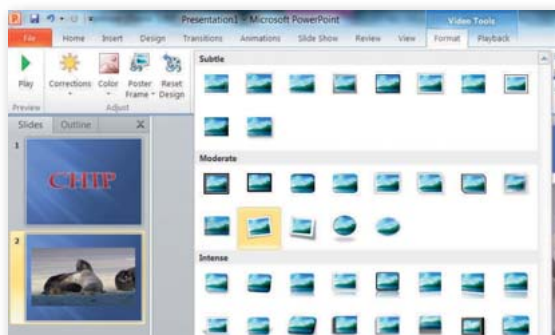 Presentation1 - Microsoft PowerPoint
Video Tools
File Home Insert Design Transitions Animations Slide Show Review View Format Playback
Play
Corrections Color Poster Frame Reset Design
Preview
Adjust
Slides Outline X
Subtle
1
CHIP
Moderate
2
Intense